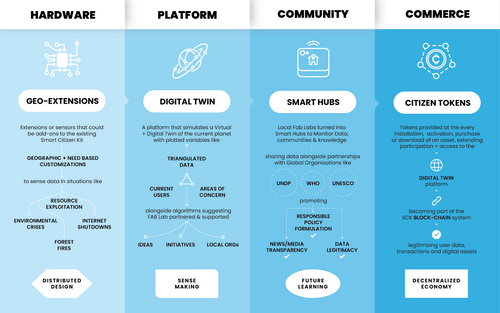 HARDWARE
GEO-EXTENSIONS
Extensions or sensors that could
be add-ons to the existing
Smart Citizen Kit
GEOGRAPHIC + NEED BASED
CUSTOMIZATIONS
to sense data in situations like
RESOURCE
EXPLOITATION
ENVIRONMENTAL
CRISES
INTERNET
SHUTDOWNS
FOREST
FIRES
DISTRIBUTED
DESIGN
PLATFORM
DIGITAL TWIN
A platform that simulates a Virtual
+ Digital Twin of the current planet
with plotted variables like
TRIANGULATED
DATA
CURRENT
USERS
AREAS OF
CONCERN
alongside algorithms suggesting
FAB Lab partnered & supported
IDEAS
INITIATIVES
LOCAL ORGs
SENSE
MAKING
COMMUNITY
SMART HUBS
Local Fab Labs turned into
Smart Hubs to Monitor Data,
communities & knowledge
sharing data alongside partnerships
with Global Organisations like
UNDP
WHO
UNESCO
promoting
RESPONSIBLE
POLICY
FORMULATION
NEWS/MEDIA
TRANSPARENCY
DATA
LEGITIMACY
FUTURE
LEARNING
COMMERCE
CITIZEN TOKENS
Tokens provided at the every
installation, activation, purchase
or download of an asset, extending
participation + access to the
DIGITAL TWIN
platform
becoming part of the
SCK BLOCK-CHAIN system
legitimizing user data,
transactions and digital assets
DECENTRALIZED
ECONOMY